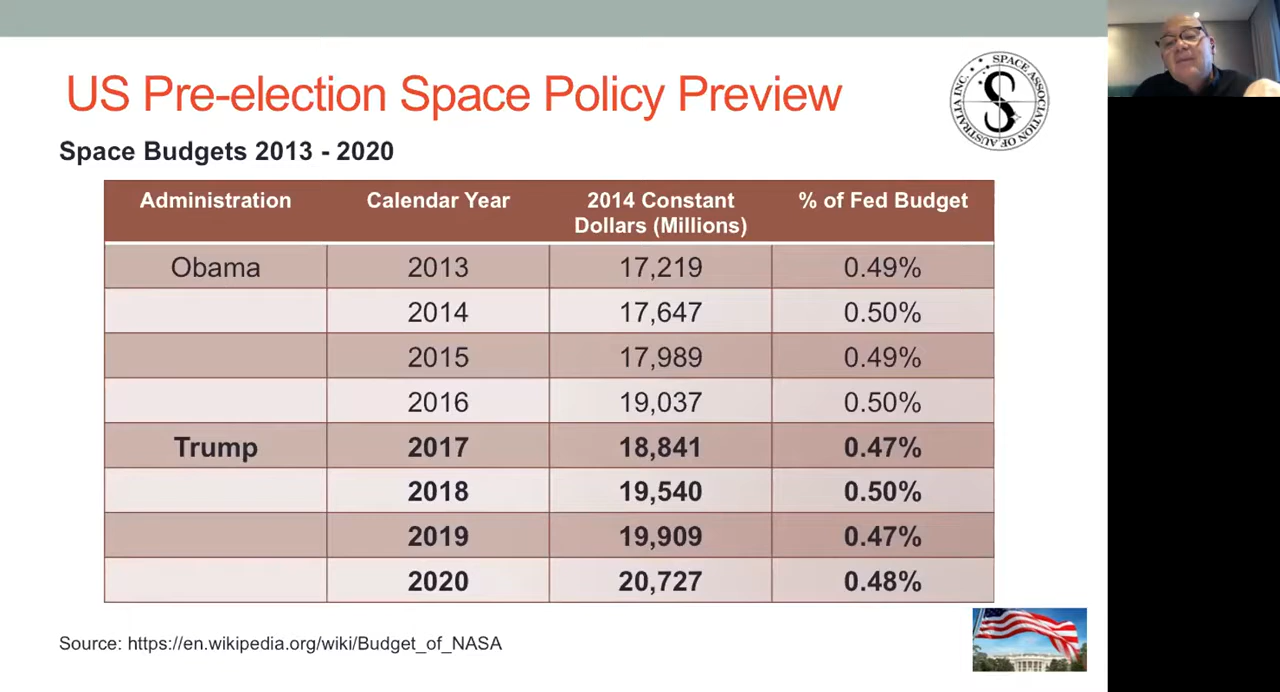 US Pre-election Space Policy Preview
SPACE ASSOCIATION OF AUSTRALIA INC.
S
Space Budgets 2013 - 2020
Administration Calendar Year 2014 Constant Dollars (Millions) % of Fed Budget
Obama 2013 17,219 0.49%
2014 17,647 0.50%
2015 17,989 0.49%
2016 19,037 0.50%
Trump 2017 18,841 0.47%
2018 19,540 0.50%
2019 19,909 0.47%
2020 20,727 0.48%
Source: https://en.wikipedia.org/wiki/Budget_of_NASA